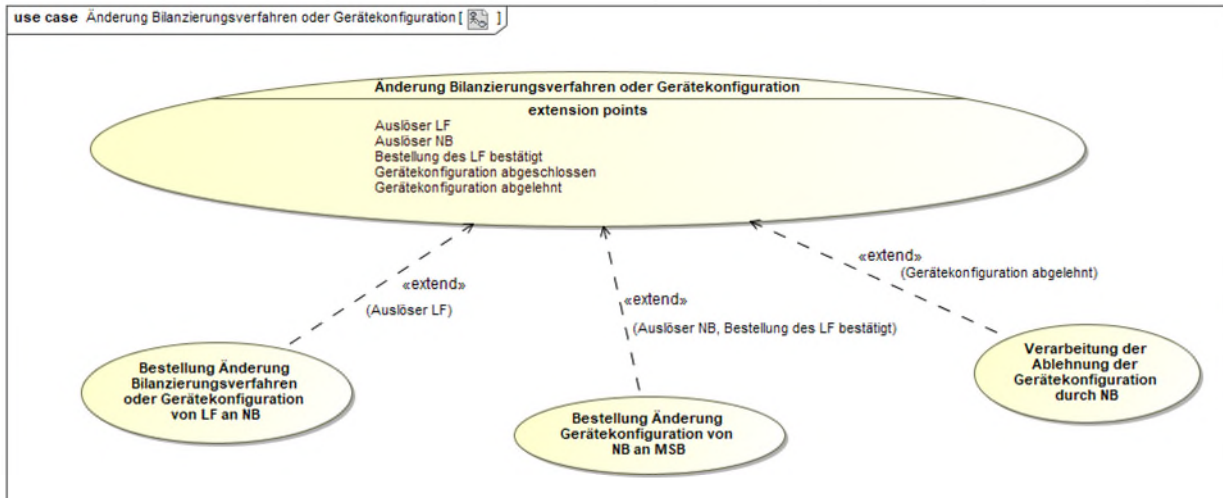 use case Änderung Bilanzierungsverfahren oder Gerätekonfiguration [ ]
Änderung Bilanzierungsverfahren oder Gerätekonfiguration
extension points
Auslöser LF
Auslöser NB
Bestellung des LF bestätigt
Gerätekonfiguration abgeschlossen
Gerätekonfiguration abgelehnt
«extend»
(Auslöser LF)
«extend»
(Auslöser NB, Bestellung des LF bestätigt)
«extend»
(Gerätekonfiguration abgelehnt)
Bestellung Änderung
Bilanzierungsverfahren
oder Gerätekonfiguration
von LF an NB
Bestellung Änderung
Gerätekonfiguration von
NB an MSB
Verarbeitung der
Ablehnung der
Gerätekonfiguration
durch NB